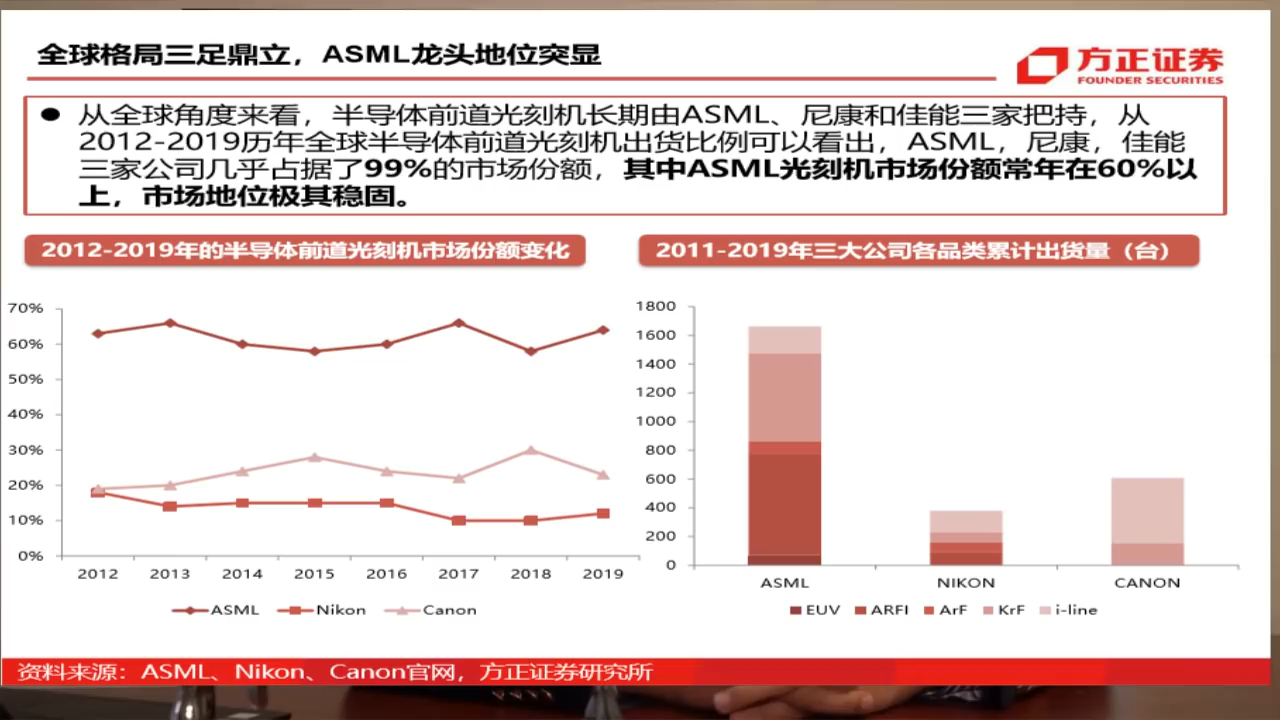 全球格局三足鼎立，ASML龙头地位突显
方正证券
FOUNDER SECURITIES
● 从全球角度来看，半导体前道光刻机长期由ASML、尼康和佳能三家把持，从
2012-2019历年全球半导体前道光刻机出货比例可以看出，ASML，尼康，佳能
三家公司几乎占据了99%的市场份额，其中ASML光刻机市场份额常年在60%以
上，市场地位极其稳固。
2012-2019年的半导体前道光刻机市场份额变化
70%
60%
50%
40%
30%
20%
10%
0%
2012 2013 2014 2015 2016 2017 2018 2019
ASML Nikon Canon
2011-2019年三大公司各品类累计出货量（台）
1800
1600
1400
1200
1000
800
600
400
200
0
ASML NIKON CANON
EUV ARFI ArF KrF i-line
资料来源：ASML、Nikon、Canon官网，方正证券研究所